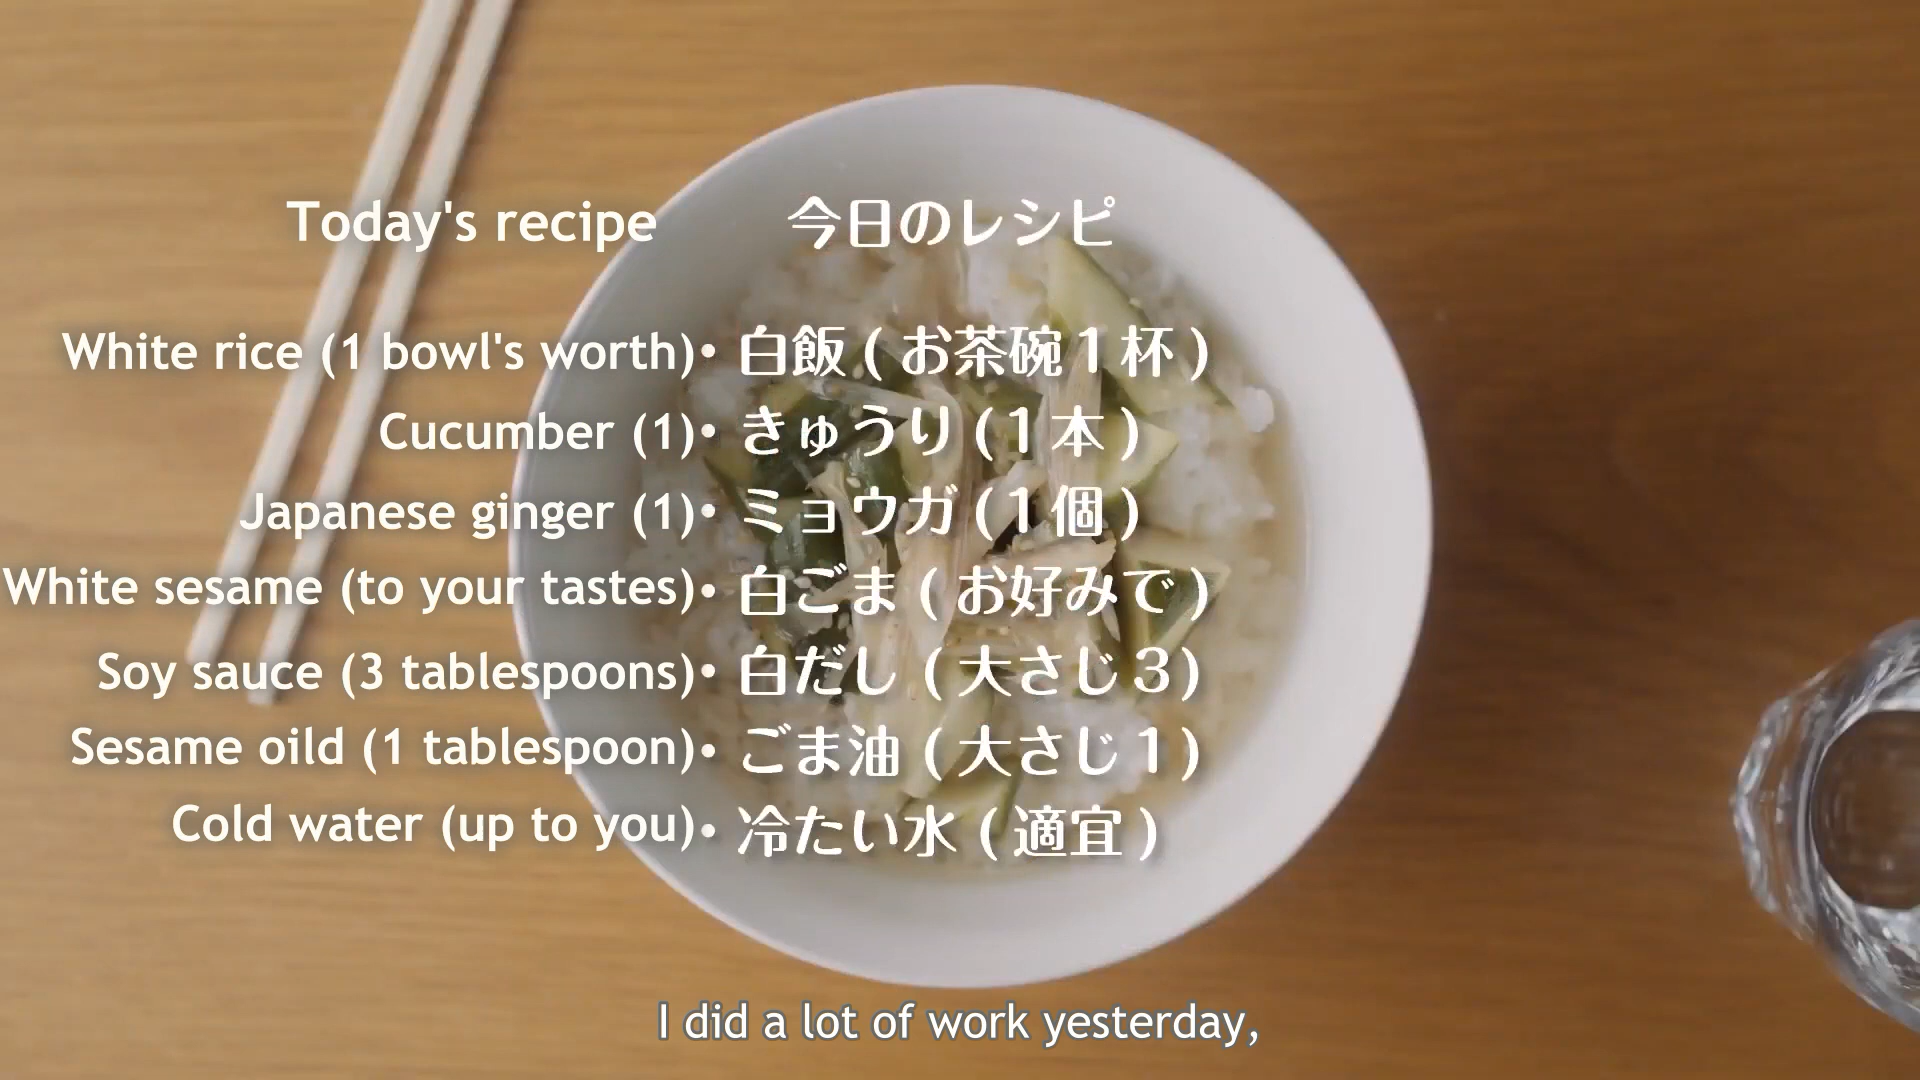 Today's recipe 今日のレシピ
White rice (1 bowl's worth)• 白飯 ( お茶碗１杯 )
Cucumber (1)• きゅうり (１本 )
Japanese ginger (1)• ミョウガ (１個 )
White sesame (to your tastes)• 白ごま ( お好みで )
Soy sauce (3 tablespoons)• 白だし ( 大さじ３)
Sesame oild (1 tablespoon)• ごま油 ( 大さじ１)
Cold water (up to you)• 冷たい水 ( 適宜 )
I did a lot of work yesterday,